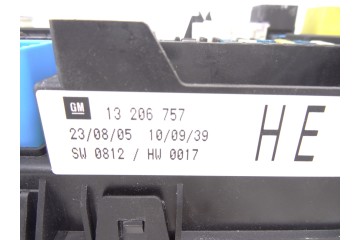 GM 13 206 757
23/08/05 10/09/39
SW 0812 / HW 0017
HE